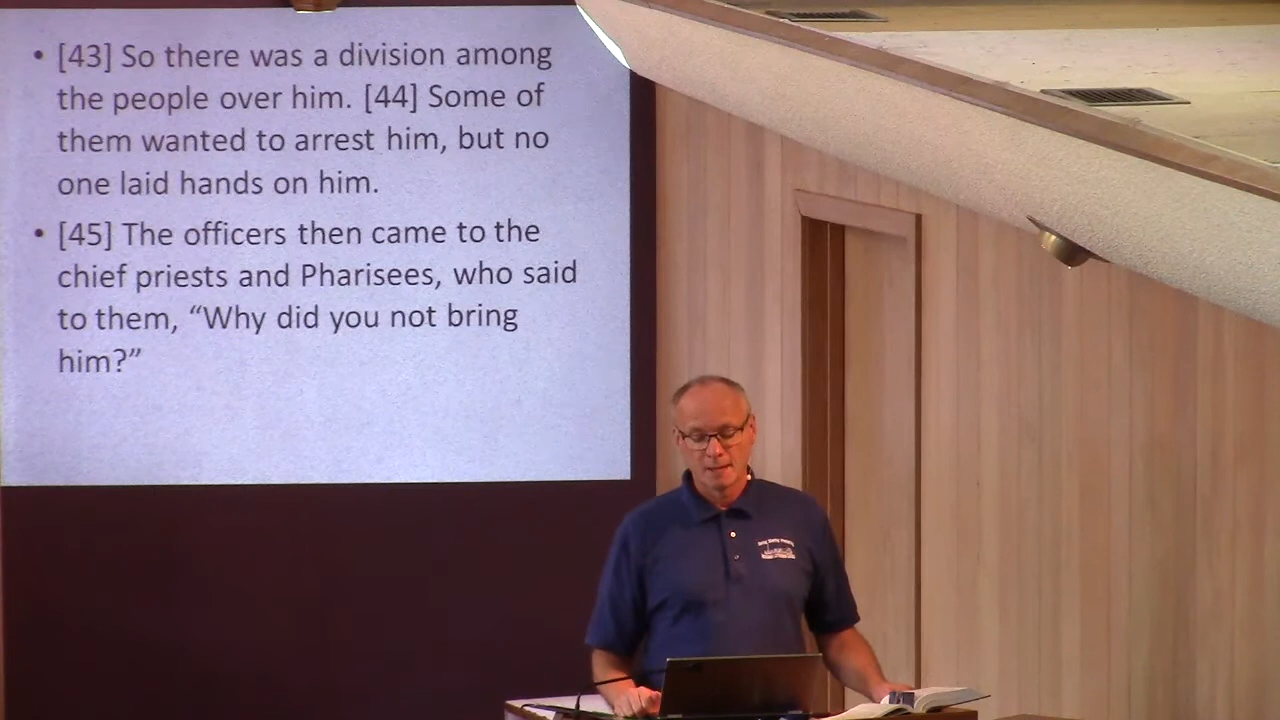 • [43] So there was a division among
the people over him. [44] Some of
them wanted to arrest him, but no
one laid hands on him.
• [45] The officers then came to the
chief priests and Pharisees, who said
to them, “Why did you not bring
him?”